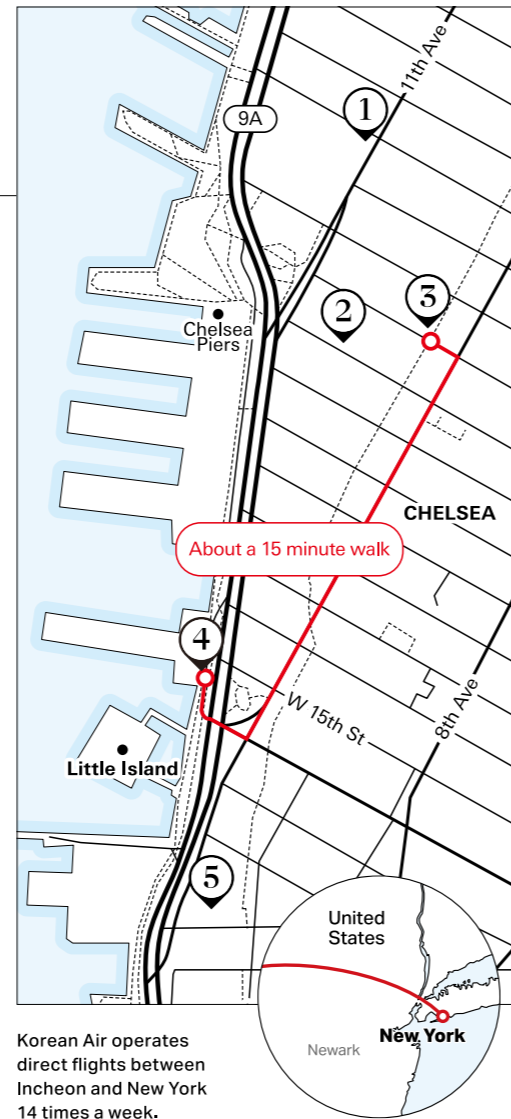 11th Ave
9A
1
2
3
Chelsea
Piers
CHELSEA
About a 15 minute walk
4
W 15th St
8th Ave
Little Island
5
United
States
New York
Newark
Korean Air operates
direct flights between
Incheon and New York
14 times a week.